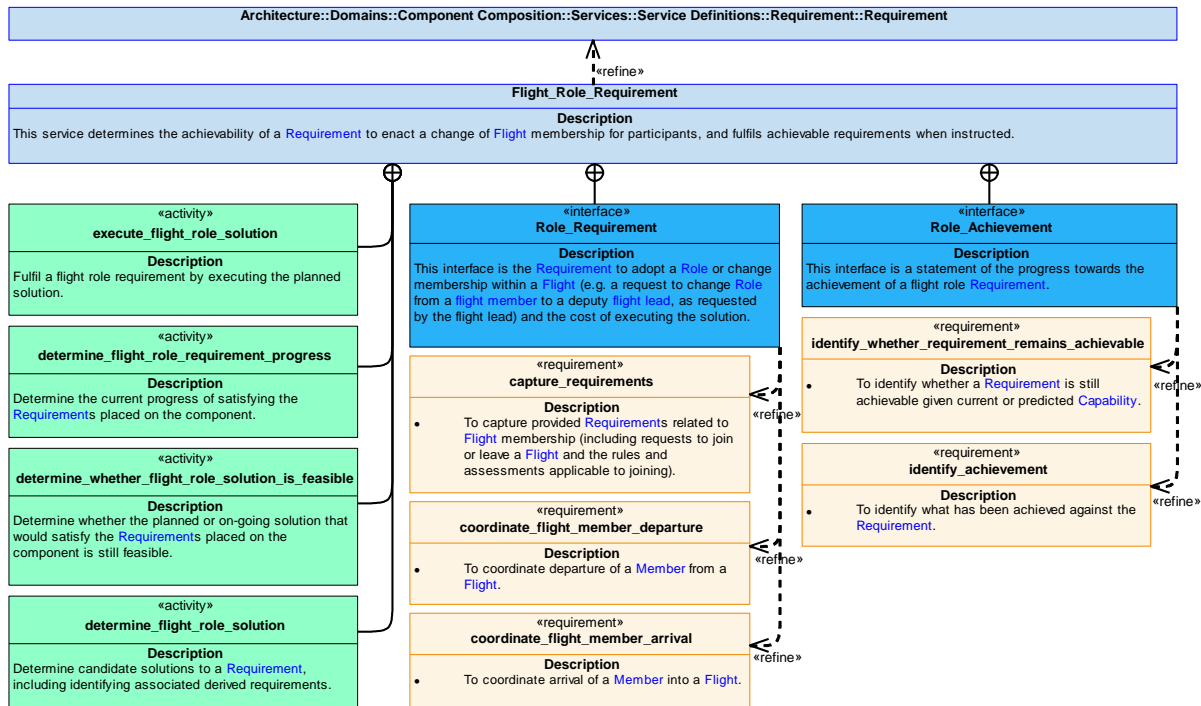 Architecture::Domains::Component Composition::Services::Service Definitions::Requirement::Requirement
«refine»
Flight_Role_Requirement
Description
This service determines the achievability of a Requirement to enact a change of Flight membership for participants, and fulfils achievable requirements when instructed.
«activity»
execute_flight_role_solution
Description
Fulfil a flight role requirement by executing the planned
solution.
«activity»
determine_flight_role_requirement_progress
Description
Determine the current progress of satisfying the
Requirements placed on the component.
«activity»
determine_whether_flight_role_solution_is_feasible
Description
Determine whether the planned or on-going solution that
would satisfy the Requirements placed on the
component is still feasible.
«activity»
determine_flight_role_solution
Description
Determine candidate solutions to a Requirement,
including identifying associated derived requirements.
«interface»
Role_Requirement
Description
This interface is the Requirement to adopt a Role or change
membership within a Flight (e.g. a request to change Role
from a flight member to a deputy flight lead, as requested
by the flight lead) and the cost of executing the solution.
«requirement»
capture_requirements
Description
• To capture provided Requirements related to
Flight membership (including requests to join
or leave a Flight and the rules and
assessments applicable to joining).
«refine»
«requirement»
coordinate_flight_member_departure
Description
• To coordinate departure of a Member from a
Flight.
«refine»
«requirement»
coordinate_flight_member_arrival
Description
• To coordinate arrival of a Member into a Flight.
«refine»
«interface»
Role_Achievement
Description
This interface is a statement of the progress towards the
achievement of a flight role Requirement.
«requirement»
identify_whether_requirement_remains_achievable
Description
• To identify whether a Requirement is still
achievable given current or predicted Capability.
«refine»
«requirement»
identify_achievement
Description
• To identify what has been achieved against the
Requirement.
«refine»